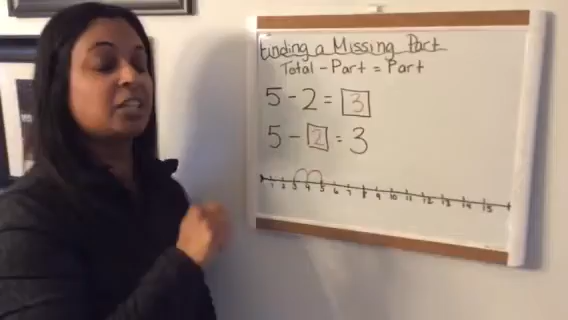 Finding a Missing Part
Total - Part = Part
5 - 2 = 3
5 - 2 = 3
1 2 3 4 5 6 7 8 9 10 11 12 13 14 15